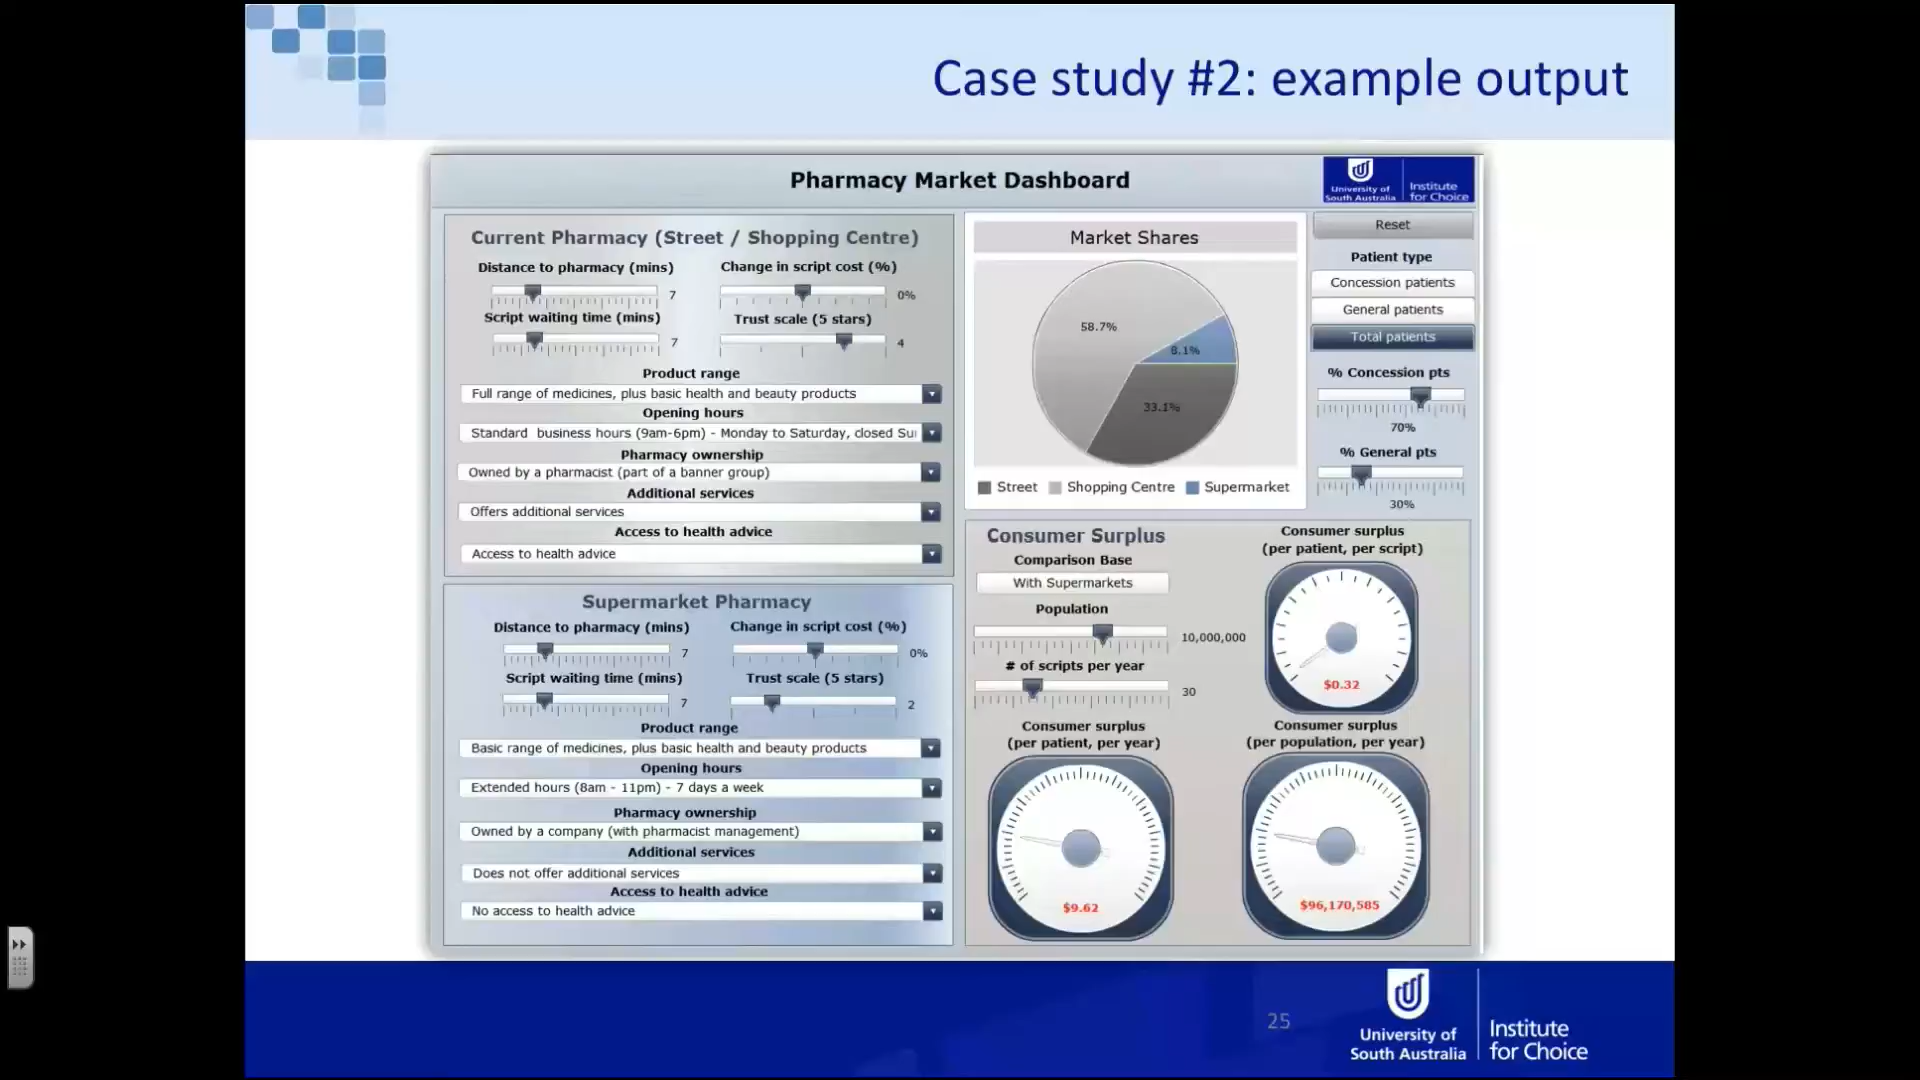 Case study #2: example output
Pharmacy Market Dashboard
University of
South Australia
Institute
for Choice
Current Pharmacy (Street / Shopping Centre)
Distance to pharmacy (mins)
7
Change in script cost (%)
0%
Script waiting time (mins)
7
Trust scale (5 stars)
4
Product range
Full range of medicines, plus basic health and beauty products
Opening hours
Standard business hours (9am-6pm) - Monday to Saturday, closed Su
Pharmacy ownership
Owned by a pharmacist (part of a banner group)
Additional services
Offers additional services
Access to health advice
Access to health advice
Supermarket Pharmacy
Distance to pharmacy (mins)
7
Change in script cost (%)
0%
Script waiting time (mins)
7
Trust scale (5 stars)
2
Product range
Basic range of medicines, plus basic health and beauty products
Opening hours
Extended hours (8am - 11pm) - 7 days a week
Pharmacy ownership
Owned by a company (with pharmacist management)
Additional services
Does not offer additional services
Access to health advice
No access to health advice
Market Shares
58.7%
8.1%
33.1%
Street
Shopping Centre
Supermarket
Reset
Patient type
Concession patients
General patients
Total patients
% Concession pts
70%
% General pts
30%
Consumer Surplus
Comparison Base
With Supermarkets
Population
10,000,000
# of scripts per year
30
Consumer surplus
(per patient, per script)
$0.32
Consumer surplus
(per patient, per year)
$9.62
Consumer surplus
(per population, per year)
$96,170,585
25
University of
South Australia
Institute
for Choice